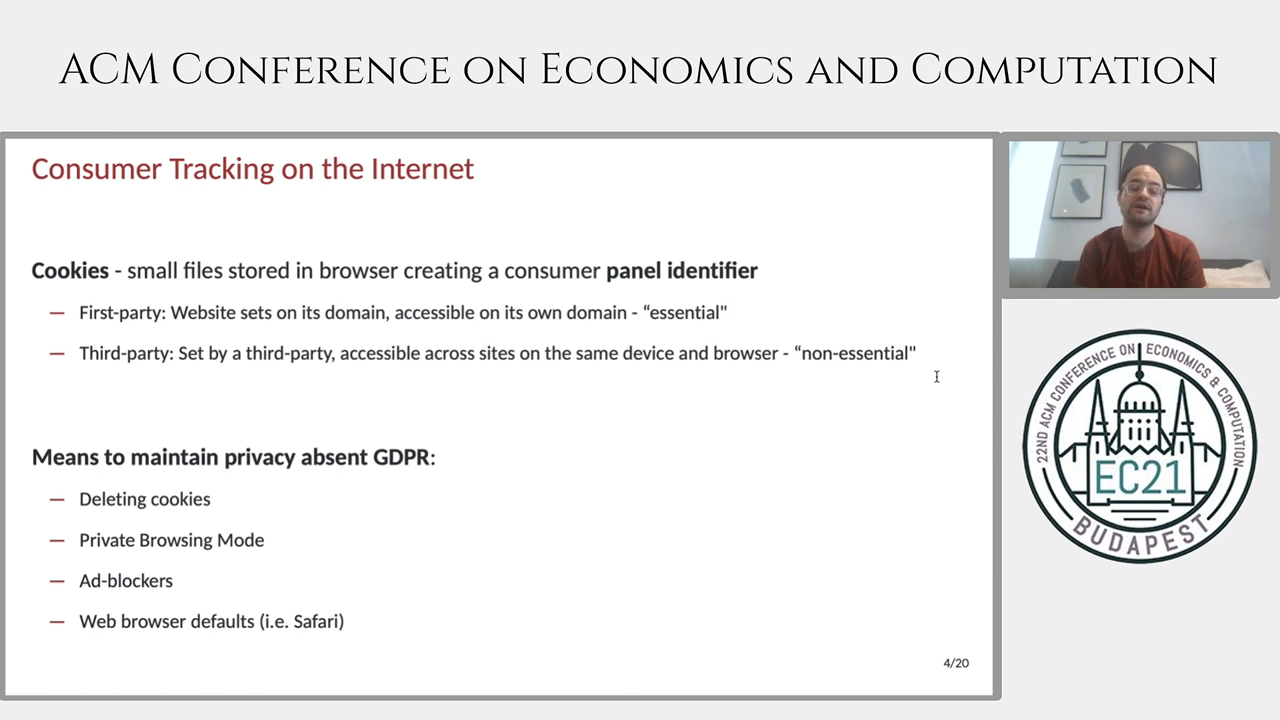 ACM Conference on Economics and Computation
Consumer Tracking on the Internet
Cookies - small files stored in browser creating a consumer panel identifier
— First-party: Website sets on its domain, accessible on its own domain - “essential"
— Third-party: Set by a third-party, accessible across sites on the same device and browser - “non-essential"
Means to maintain privacy absent GDPR:
— Deleting cookies
— Private Browsing Mode
— Ad-blockers
— Web browser defaults (i.e. Safari)
4/20
22ND ACM CONFERENCE ON ECONOMICS & COMPUTATION
EC21
BUDAPEST